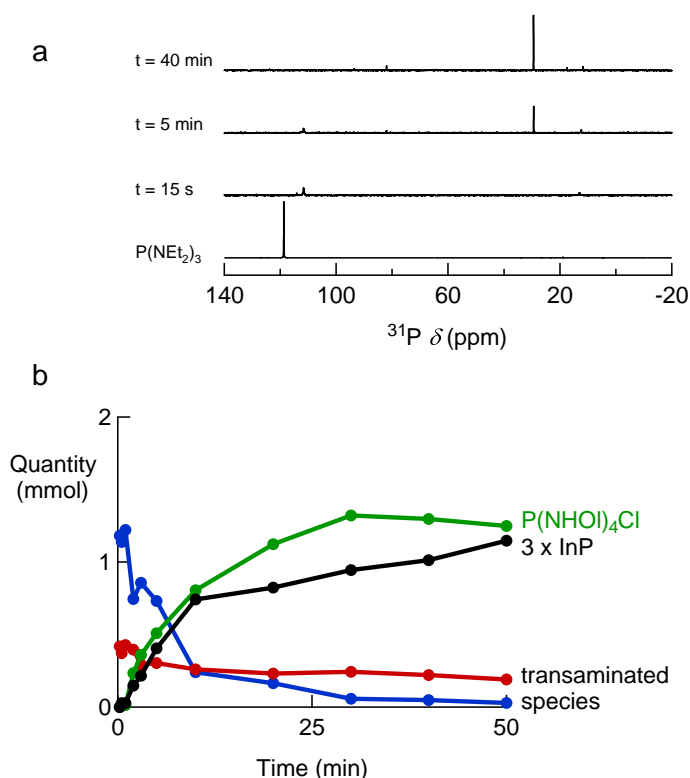 a
t = 40 min
t = 5 min
t = 15 s
P(NEt₂)₃
140 100 60 20 -20
³¹P δ (ppm)
b
2
Quantity
(mmol)
1
0
P(NHOl)₄Cl
3 x InP
transaminated
species
0 25 50
Time (min)